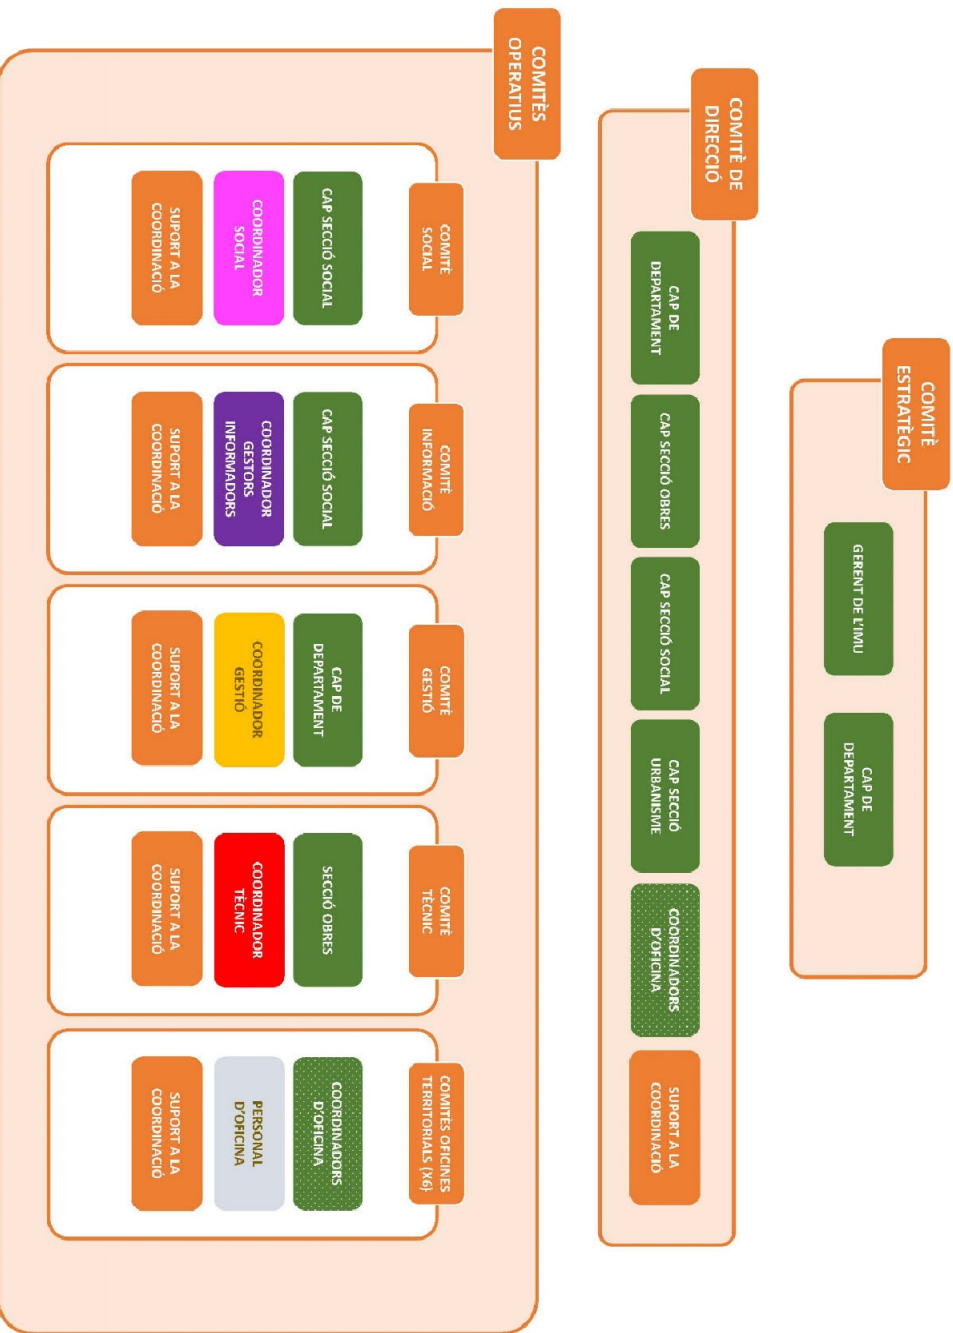 COMITÈ
ESTRATÈGIC
GERENT DE L'IMU
CAP DE
DEPARTAMENT
COMITÈ DE
DIRECCIÓ
CAP DE
DEPARTAMENT
CAP SECCIÓ OBRES
CAP SECCIÓ SOCIAL
CAP SECCIÓ
URBANISME
COORDINADORS
D'OFICINA
SUPORT A LA
COORDINACIÓ
COMITÈS
OPERATIUS
COMITÈ
SOCIAL
CAP SECCIÓ SOCIAL
COORDINADOR
SOCIAL
SUPORT A LA
COORDINACIÓ
COMITÈ
INFORMACIÓ
CAP SECCIÓ SOCIAL
COORDINADOR
GESTORS
INFORMADORS
SUPORT A LA
COORDINACIÓ
COMITÈ
GESTIÓ
CAP DE
DEPARTAMENT
COORDINADOR
GESTIÓ
SUPORT A LA
COORDINACIÓ
COMITÈ
TÈCNIC
SECCIÓ OBRES
COORDINADOR
TÈCNIC
SUPORT A LA
COORDINACIÓ
COMITÈS OFICINES
TERRITORIALS (X6)
COORDINADORS
D'OFICINA
PERSONAL
D'OFICINA
SUPORT A LA
COORDINACIÓ